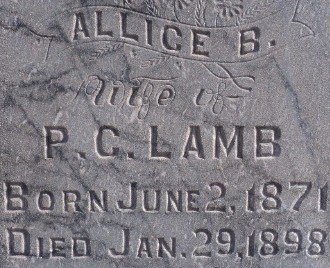 ALLICE B.
Wife of
P.C. LAMB
BORN JUNE 2, 1871
DIED JAN. 29, 1898